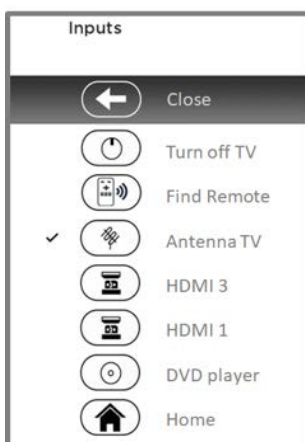 Inputs
Close
Turn off TV
Find Remote
Antenna TV
HDMI 3
HDMI 1
DVD player
Home